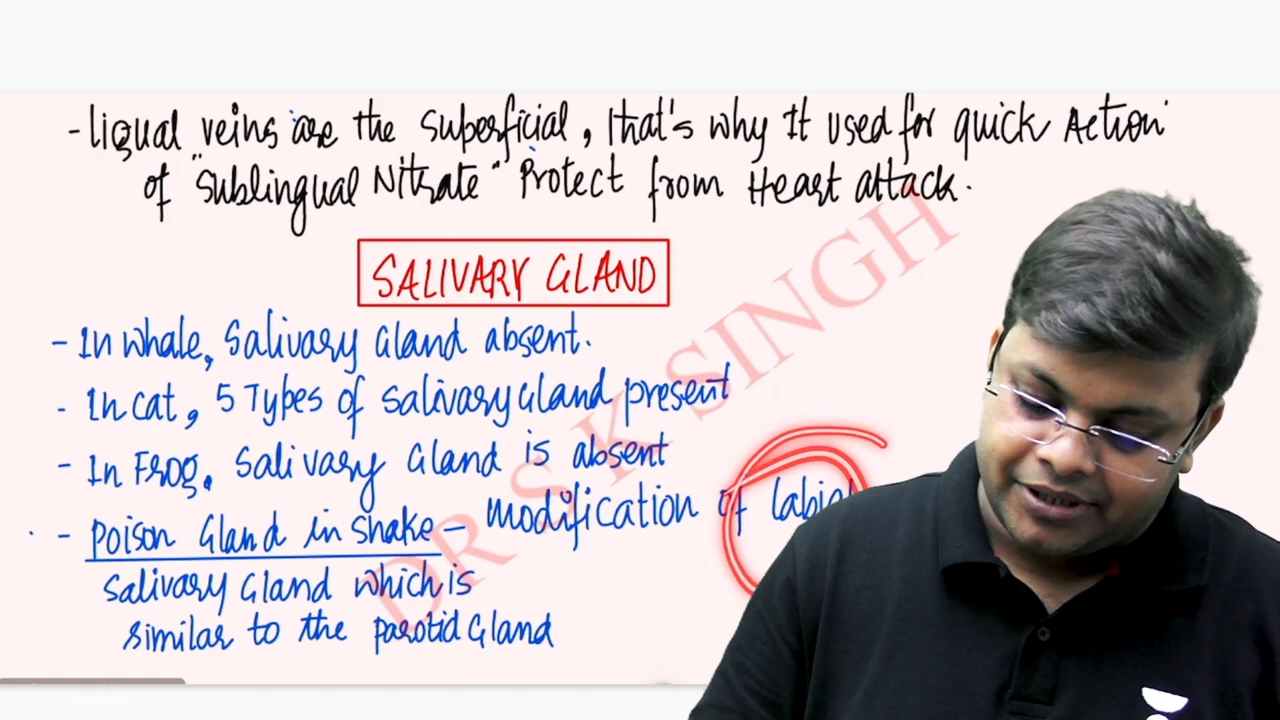 - ligual veins are the superficial, that's why It used for quick Action
of "sublingual Nitrate" Protect from Heart attack.
SALIVARY GLAND
- In whale, Salivary Gland absent.
- In cat, 5 Types of Salivary Gland present
- In Frog, Salivary Gland is absent
- Poison Gland in snake - modification of labial
Salivary Gland which is
similar to the parotid Gland
DR S K SINGH